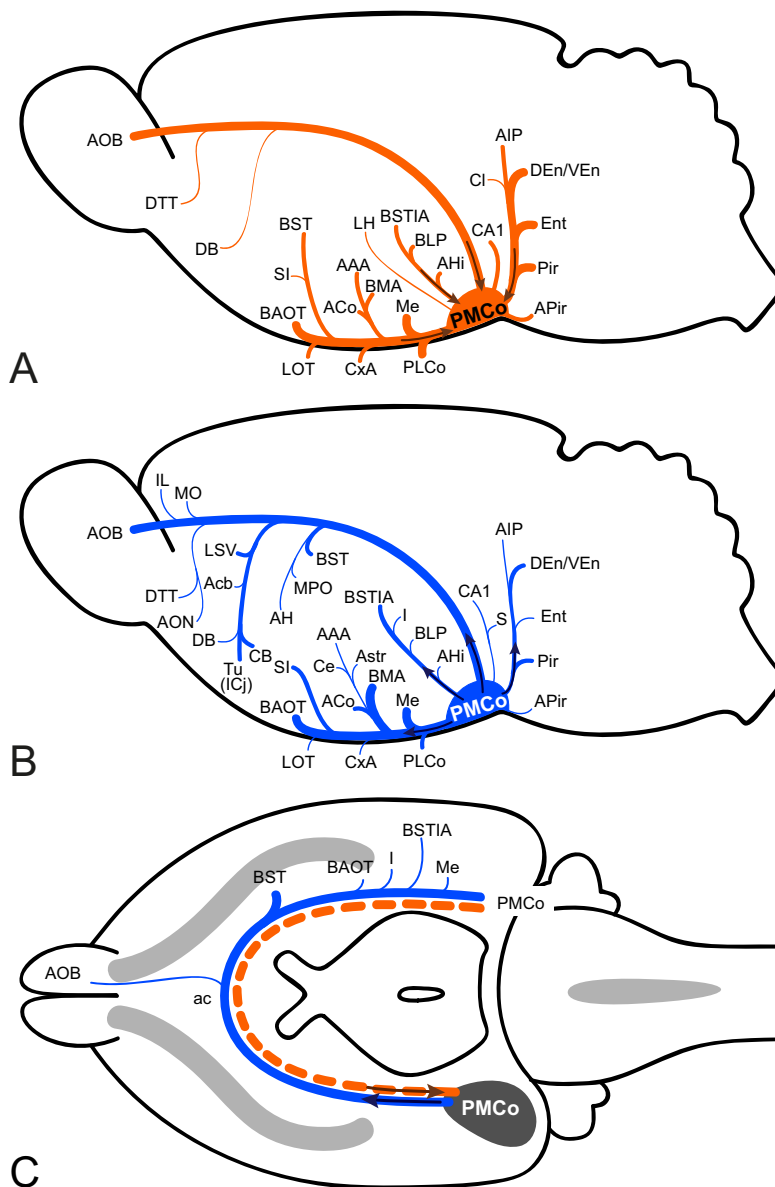 AOB
DTT
DB
BST
SI
BAOT
LOT
AAA
BMA
ACo
CxA
LH
BSTIA
BLP
AHi
Me
PLCo
CA1
AIP
CI
DEn/VEn
Ent
Pir
APir
PMCo
A
IL
MO
AOB
DTT
AON
LSV
Acb
DB
Tu
(ICj)
CB
BST
MPO
AH
SI
BAOT
LOT
AAA
Ce
Astr
BMA
ACo
CxA
BSTIA
I
BLP
AHi
Me
PLCo
CA1
S
AIP
DEn/VEn
Ent
Pir
APir
PMCo
B
BSTIA
I
BAOT
Me
BST
PMCo
AOB
ac
PMCo
C